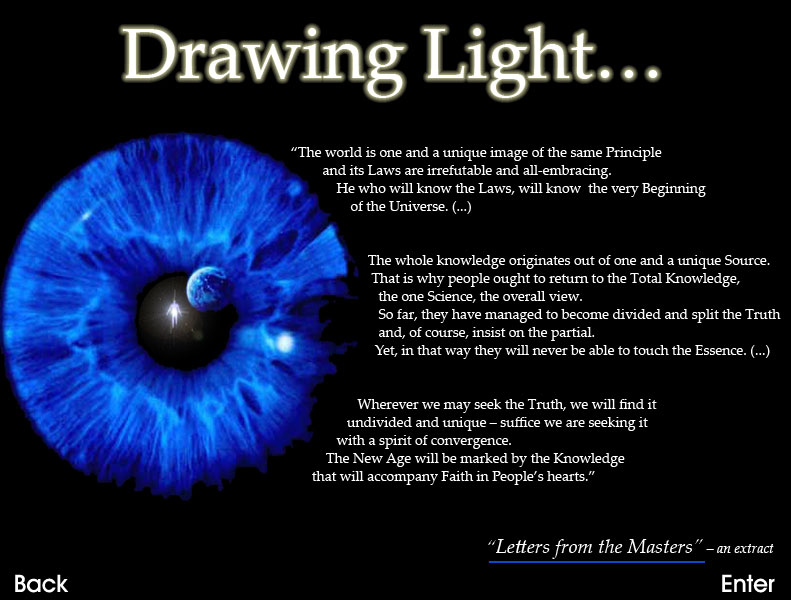 Drawing Light...
“The world is one and a unique image of the same Principle
and its Laws are irrefutable and all-embracing.
He who will know the Laws, will know the very Beginning
of the Universe. (...)
The whole knowledge originates out of one and a unique Source.
That is why people ought to return to the Total Knowledge,
the one Science, the overall view.
So far, they have managed to become divided and split the Truth
and, of course, insist on the partial.
Yet, in that way they will never be able to touch the Essence. (...)
Wherever we may seek the Truth, we will find it
undivided and unique – suffice we are seeking it
with a spirit of convergence.
The New Age will be marked by the Knowledge
that will accompany Faith in People’s hearts.”
“Letters from the Masters” – an extract
Back
Enter